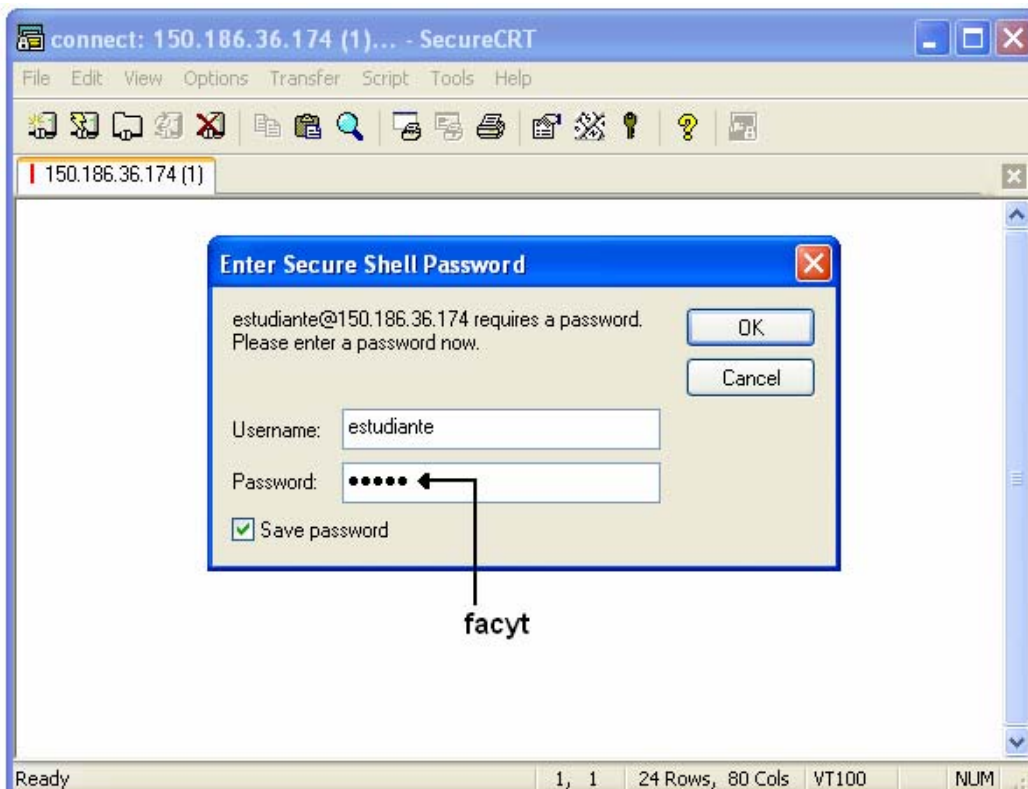 connect: 150.186.36.174 (1)... - SecureCRT
File Edit View Options Transfer Script Tools Help
150.186.36.174 (1)
Enter Secure Shell Password
estudiante@150.186.36.174 requires a password.
Please enter a password now.
OK
Cancel
Username: estudiante
Password: •••••
Save password
facyt
Ready 1, 1 24 Rows, 80 Cols VT100 NUM